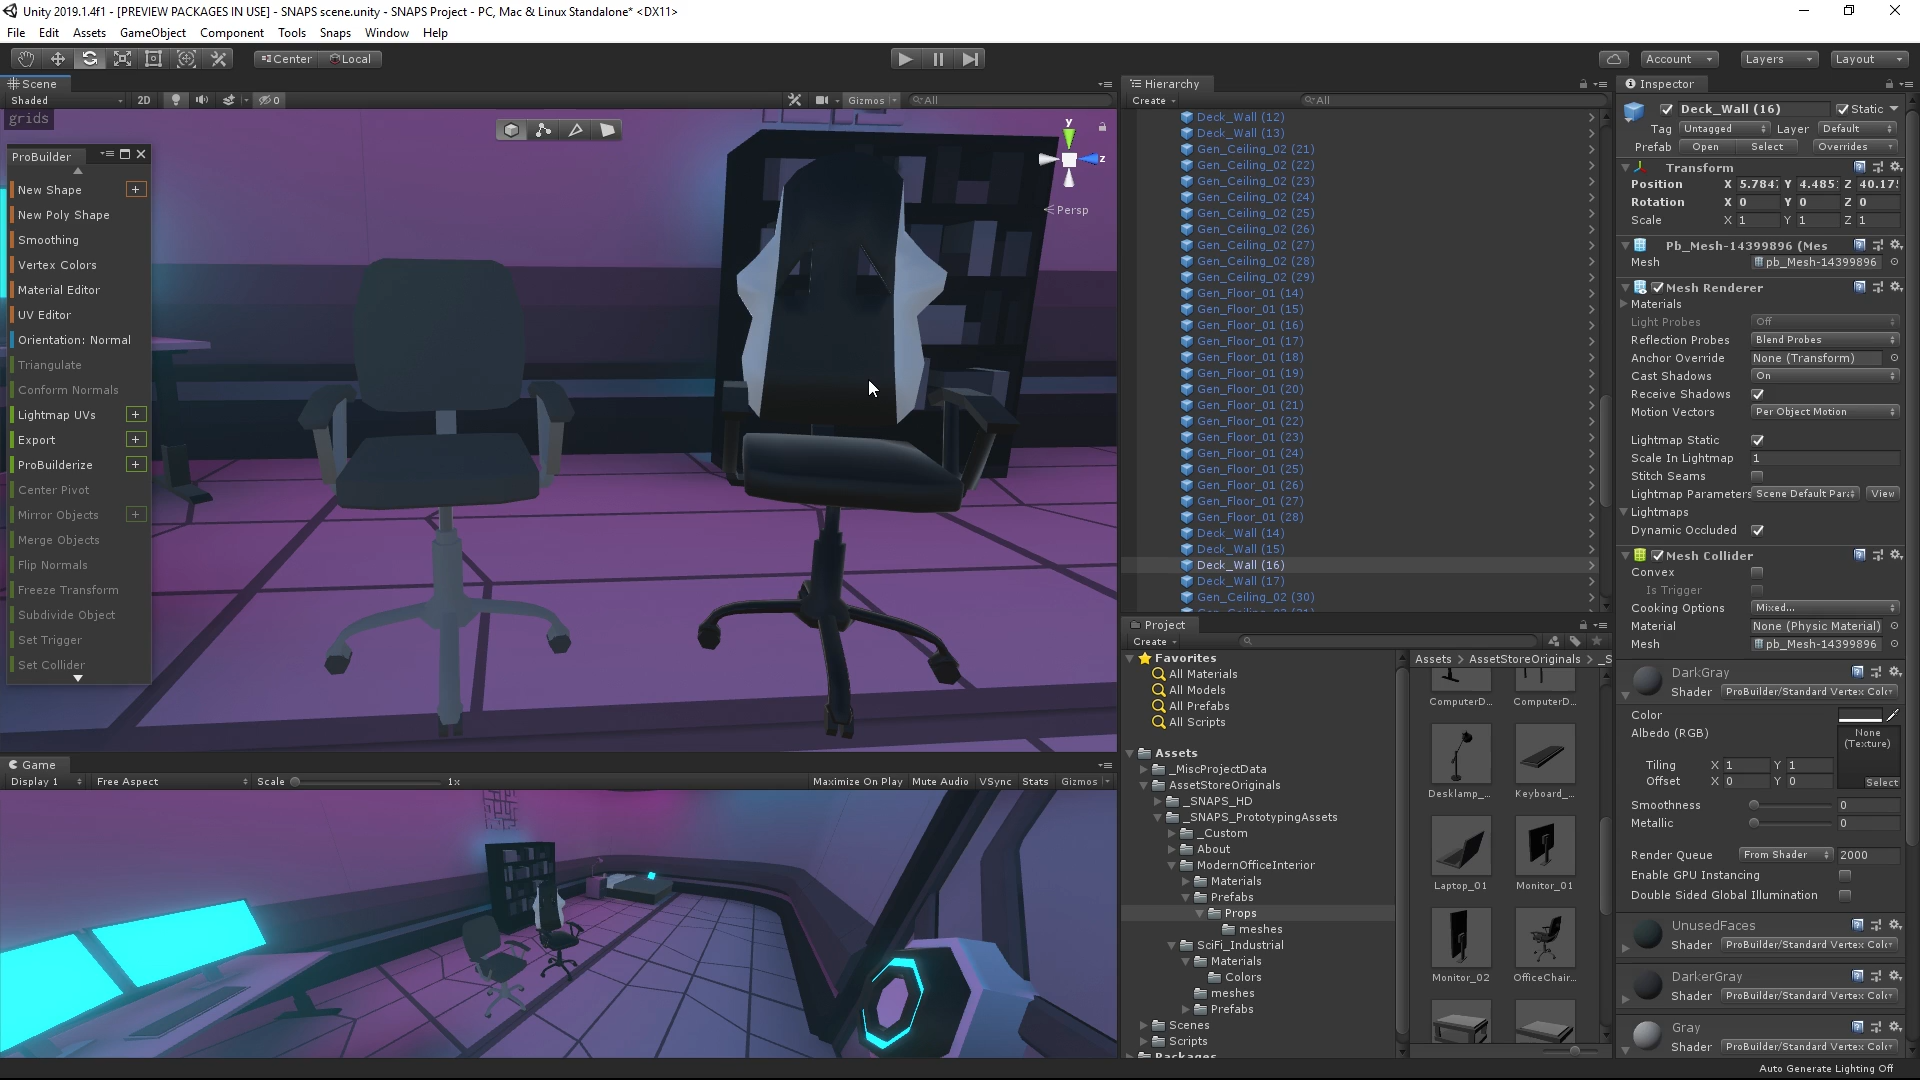 Unity 2019.1.4f1 - [PREVIEW PACKAGES IN USE] - SNAPS scene.unity - SNAPS Project - PC, Mac & Linux Standalone* <DX11>
File Edit Assets GameObject Component Tools Snaps Window Help
Center Local
Account Layers Layout
Scene
Shaded 2D 0 Gizmos All
grids
y
z
Persp
ProBuilder
New Shape +
New Poly Shape
Smoothing
Vertex Colors
Material Editor
UV Editor
Orientation: Normal
Triangulate
Conform Normals
Lightmap UVs +
Export +
ProBuilderize +
Center Pivot
Mirror Objects +
Merge Objects
Flip Normals
Freeze Transform
Subdivide Object
Set Trigger
Set Collider
Game
Display 1 Free Aspect Scale 1x Maximize On Play Mute Audio VSync Stats Gizmos
Hierarchy
Create All
Deck_Wall (12)
Deck_Wall (13)
Gen_Ceiling_02 (21)
Gen_Ceiling_02 (22)
Gen_Ceiling_02 (23)
Gen_Ceiling_02 (24)
Gen_Ceiling_02 (25)
Gen_Ceiling_02 (26)
Gen_Ceiling_02 (27)
Gen_Ceiling_02 (28)
Gen_Ceiling_02 (29)
Gen_Floor_01 (14)
Gen_Floor_01 (15)
Gen_Floor_01 (16)
Gen_Floor_01 (17)
Gen_Floor_01 (18)
Gen_Floor_01 (19)
Gen_Floor_01 (20)
Gen_Floor_01 (21)
Gen_Floor_01 (22)
Gen_Floor_01 (23)
Gen_Floor_01 (24)
Gen_Floor_01 (25)
Gen_Floor_01 (26)
Gen_Floor_01 (27)
Gen_Floor_01 (28)
Deck_Wall (14)
Deck_Wall (15)
Deck_Wall (16)
Deck_Wall (17)
Gen_Ceiling_02 (30)
Project
Create
Favorites
All Materials
All Models
All Prefabs
All Scripts
Assets
_MiscProjectData
AssetStoreOriginals
_SNAPS_HD
_SNAPS_PrototypingAssets
_Custom
About
ModernOfficeInterior
Materials
Prefabs
Props
meshes
SciFi_Industrial
Materials
Colors
meshes
Prefabs
Scenes
Scripts
Packages
Assets > AssetStoreOriginals > _S
ComputerD... ComputerD...
Desklamp_... Keyboard_...
Laptop_01 Monitor_01
Monitor_02 OfficeChair...
Inspector
Deck_Wall (16) Static
Tag Untagged Layer Default
Prefab Open Select Overrides
Transform
Position X 5.784 Y 4.485 Z 40.17
Rotation X 0 Y 0 Z 0
Scale X 1 Y 1 Z 1
Pb_Mesh-14399896 (Mes
Mesh pb_Mesh-14399896
Mesh Renderer
Materials
Light Probes Off
Reflection Probes Blend Probes
Anchor Override None (Transform)
Cast Shadows On
Receive Shadows
Motion Vectors Per Object Motion
Lightmap Static
Scale In Lightmap 1
Stitch Seams
Lightmap Parameters Scene Default Para View
Lightmaps
Dynamic Occluded
Mesh Collider
Convex
Is Trigger
Cooking Options Mixed...
Material None (Physic Material)
Mesh pb_Mesh-14399896
DarkGray
Shader ProBuilder/Standard Vertex Colo
Color
Albedo (RGB) None (Texture)
Tiling X 1 Y 1
Offset X 0 Y 0 Select
Smoothness 0
Metallic 0
Render Queue From Shader 2000
Enable GPU Instancing
Double Sided Global Illumination
UnusedFaces
Shader ProBuilder/Standard Vertex Colo
DarkerGray
Shader ProBuilder/Standard Vertex Colo
Gray
Shader ProBuilder/Standard Vertex Colo
Auto Generate Lighting Off